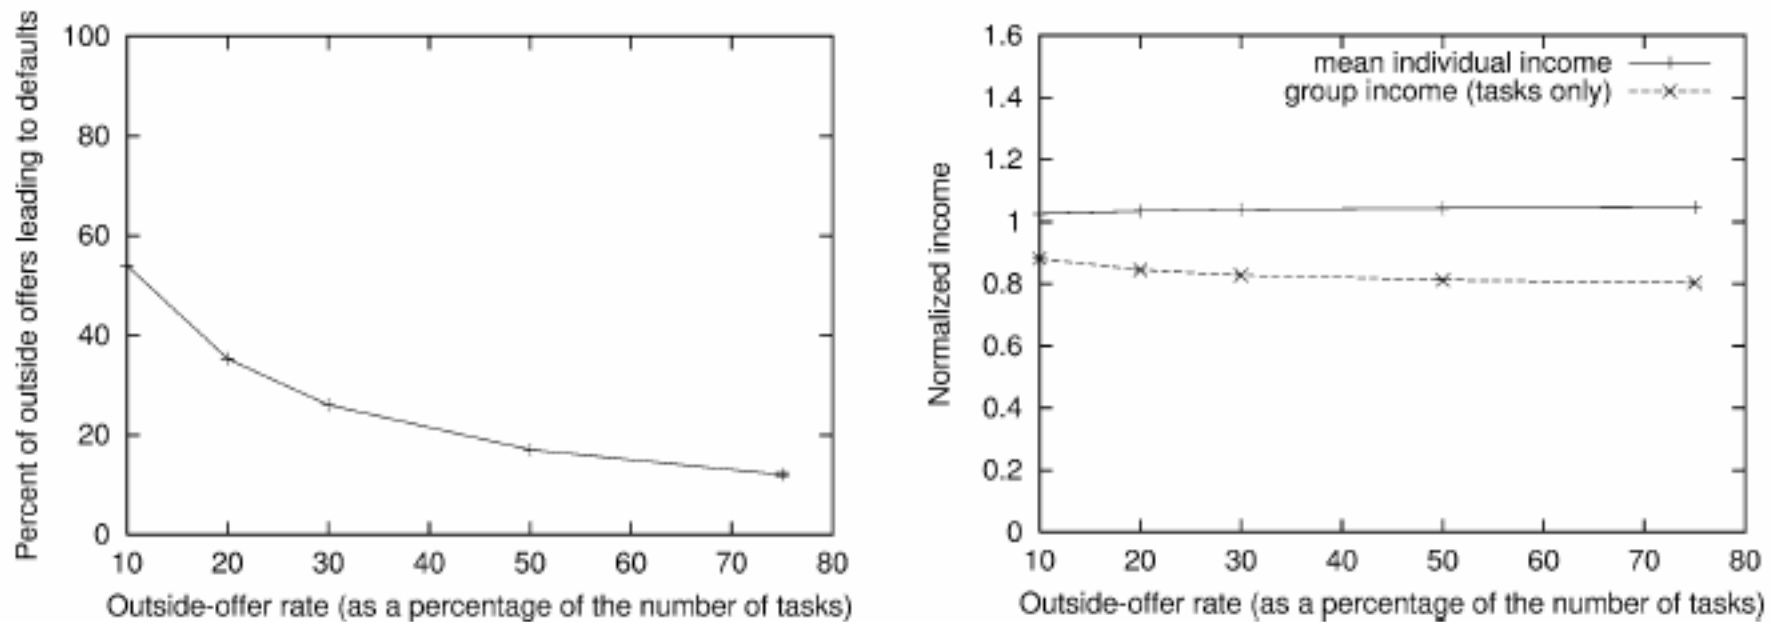 Percent of outside offers leading to defaults
100
80
60
40
20
0
10 20 30 40 50 60 70 80
Outside-offer rate (as a percentage of the number of tasks)
Normalized income
1.6
1.4
1.2
1
0.8
0.6
0.4
0.2
0
mean individual income
group income (tasks only)
10 20 30 40 50 60 70 80
Outside-offer rate (as a percentage of the number of tasks)